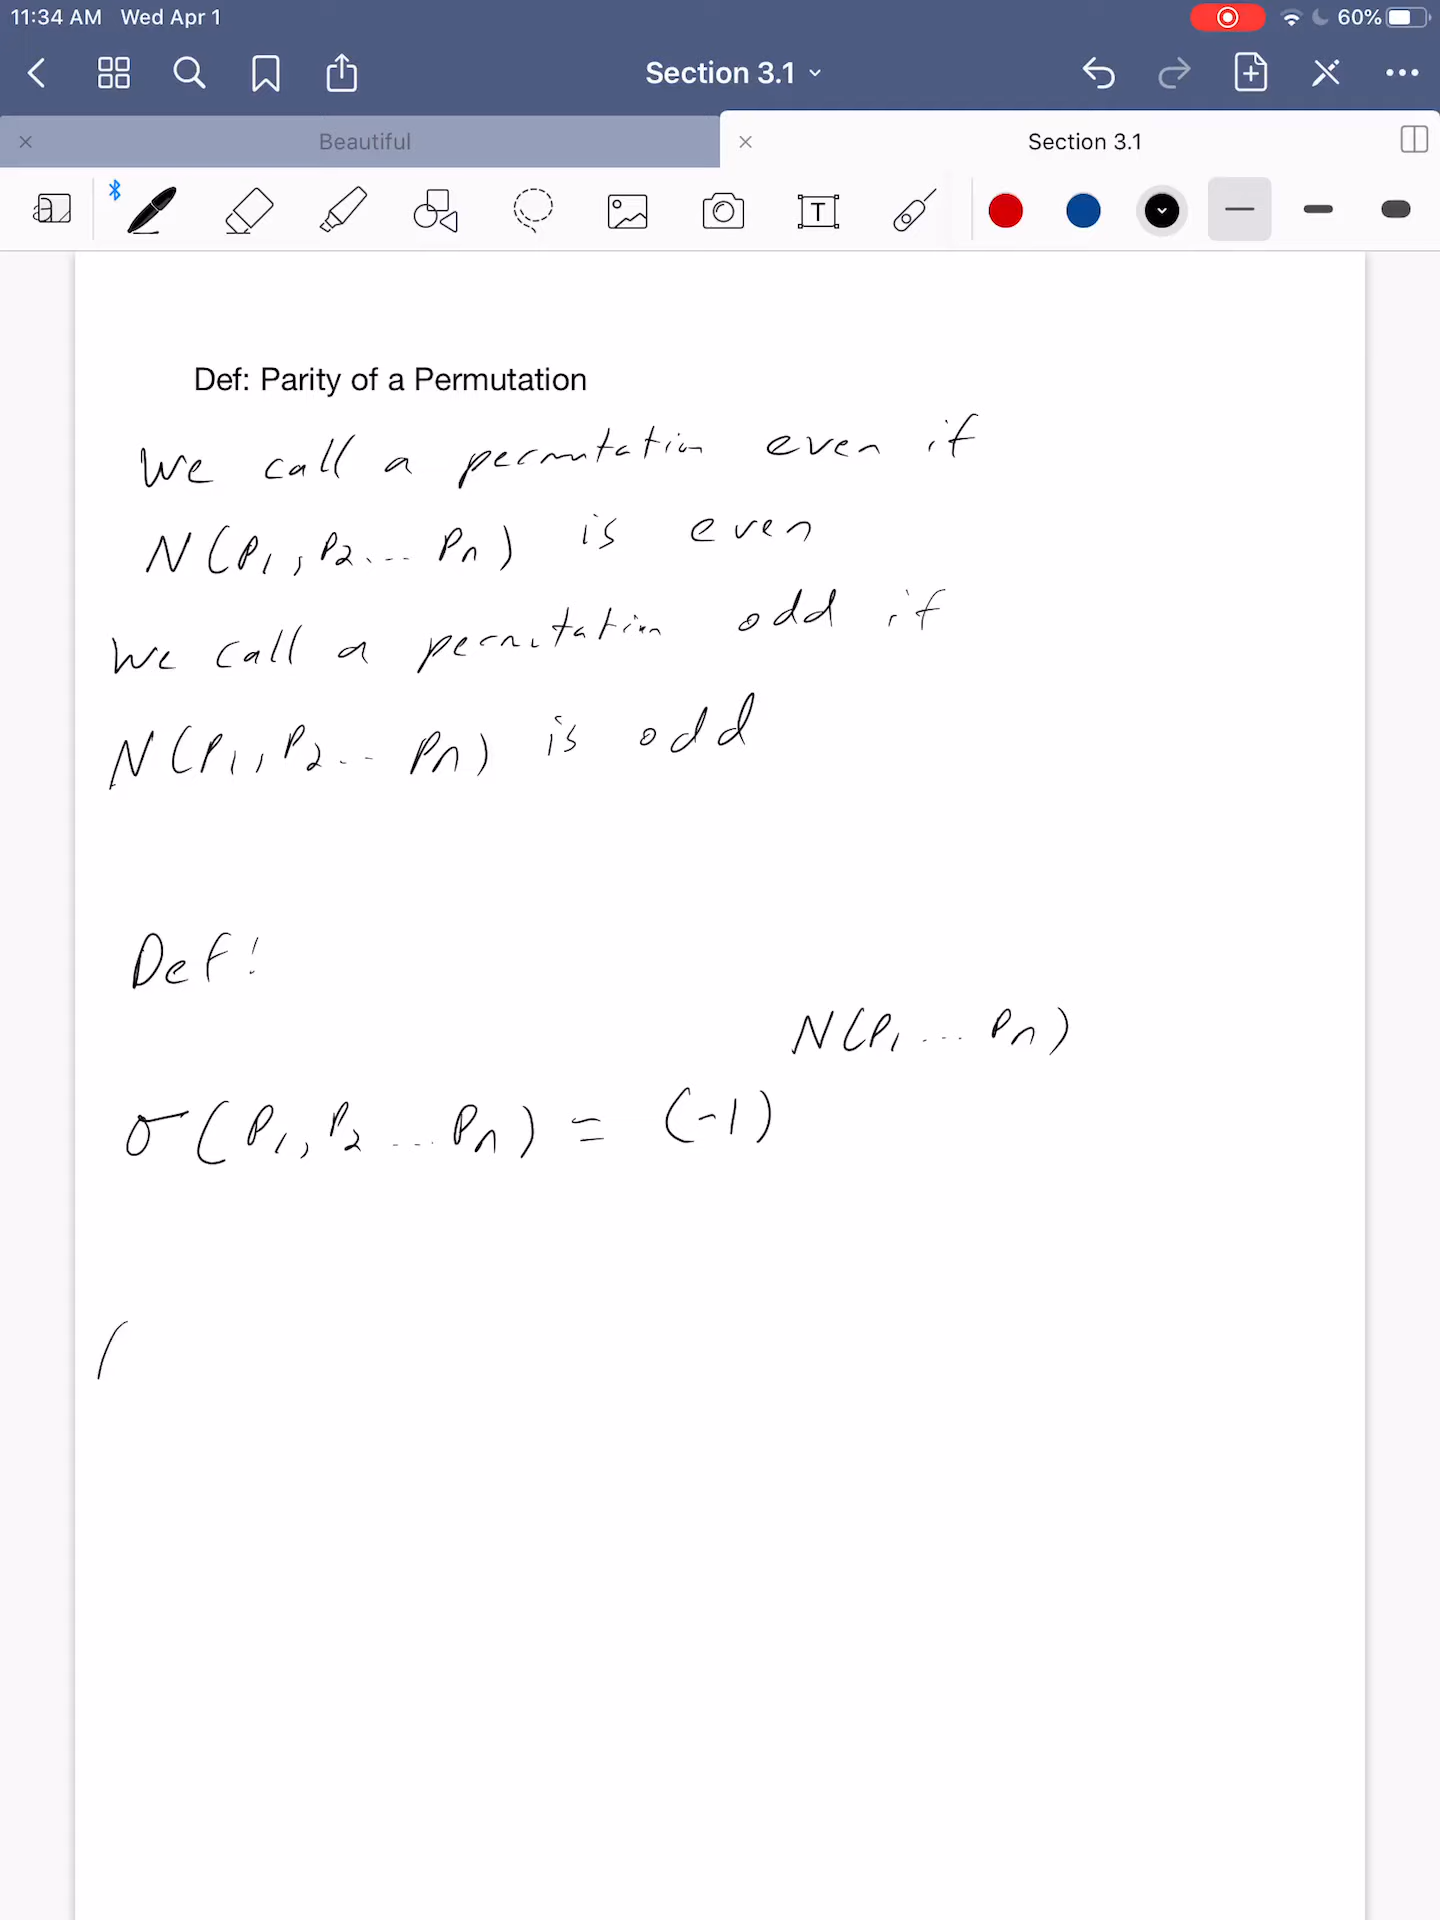 11:34 AM Wed Apr 1
60%
Section 3.1
Beautiful
Section 3.1
Def: Parity of a Permutation
We call a permutation even if
N(P1, P2... Pn) is even
We call a permutation odd if
N(P1, P2... Pn) is odd
Def:
σ(P1, P2 ... Pn) = (-1)^N(P1 ... Pn)
(